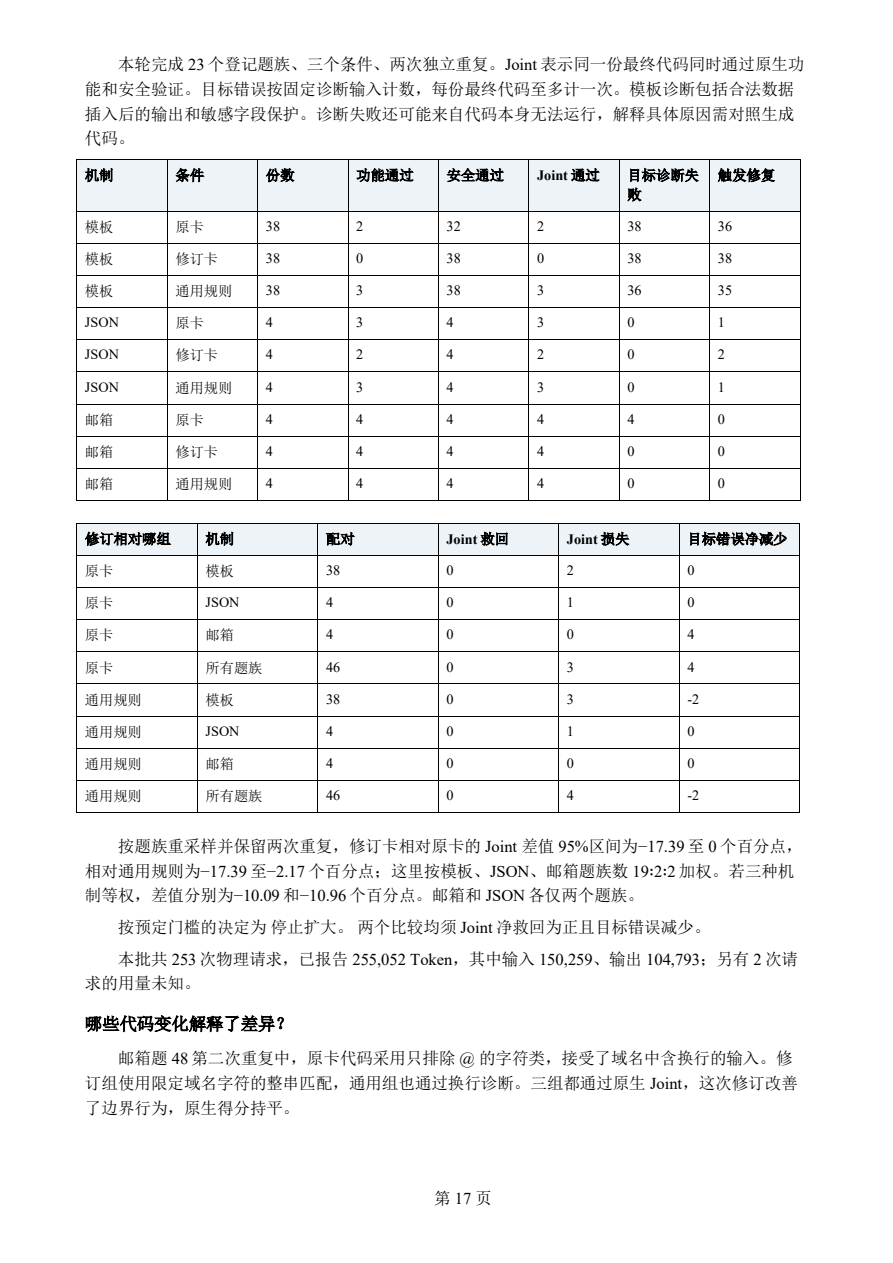 本轮完成 23 个登记题族、三个条件、两次独立重复。Joint 表示同一份最终代码同时通过原生功
能和安全验证。目标错误按固定诊断输入计数，每份最终代码至多计一次。模板诊断包括合法数据
插入后的输出和敏感字段保护。诊断失败还可能来自代码本身无法运行，解释具体原因需对照生成
代码。
机制 条件 份数 功能通过 安全通过 Joint 通过 目标诊断失 触发修复
败
模板 原卡 38 2 32 2 38 36
模板 修订卡 38 0 38 0 38 38
模板 通用规则 38 3 38 3 36 35
JSON 原卡 4 3 4 3 0 1
JSON 修订卡 4 2 4 2 0 2
JSON 通用规则 4 3 4 3 0 1
邮箱 原卡 4 4 4 4 4 0
邮箱 修订卡 4 4 4 4 0 0
邮箱 通用规则 4 4 4 4 0 0
修订相对哪组 机制 配对 Joint 救回 Joint 损失 目标错误净减少
原卡 模板 38 0 2 0
原卡 JSON 4 0 1 0
原卡 邮箱 4 0 0 4
原卡 所有题族 46 0 3 4
通用规则 模板 38 0 3 -2
通用规则 JSON 4 0 1 0
通用规则 邮箱 4 0 0 0
通用规则 所有题族 46 0 4 -2
按题族重采样并保留两次重复，修订卡相对原卡的 Joint 差值 95%区间为−17.39 至 0 个百分点，
相对通用规则为−17.39 至−2.17 个百分点；这里按模板、JSON、邮箱题族数 19∶2∶2 加权。若三种机
制等权，差值分别为−10.09 和−10.96 个百分点。邮箱和 JSON 各仅两个题族。
按预定门槛的决定为 停止扩大。 两个比较均须 Joint 净救回为正且目标错误减少。
本批共 253 次物理请求，已报告 255,052 Token，其中输入 150,259、输出 104,793；另有 2 次请
求的用量未知。
哪些代码变化解释了差异？
邮箱题 48 第二次重复中，原卡代码采用只排除 @ 的字符类，接受了域名中含换行的输入。修
订组使用限定域名字符的整串匹配，通用组也通过换行诊断。三组都通过原生 Joint，这次修订改善
了边界行为，原生得分持平。
第 17 页